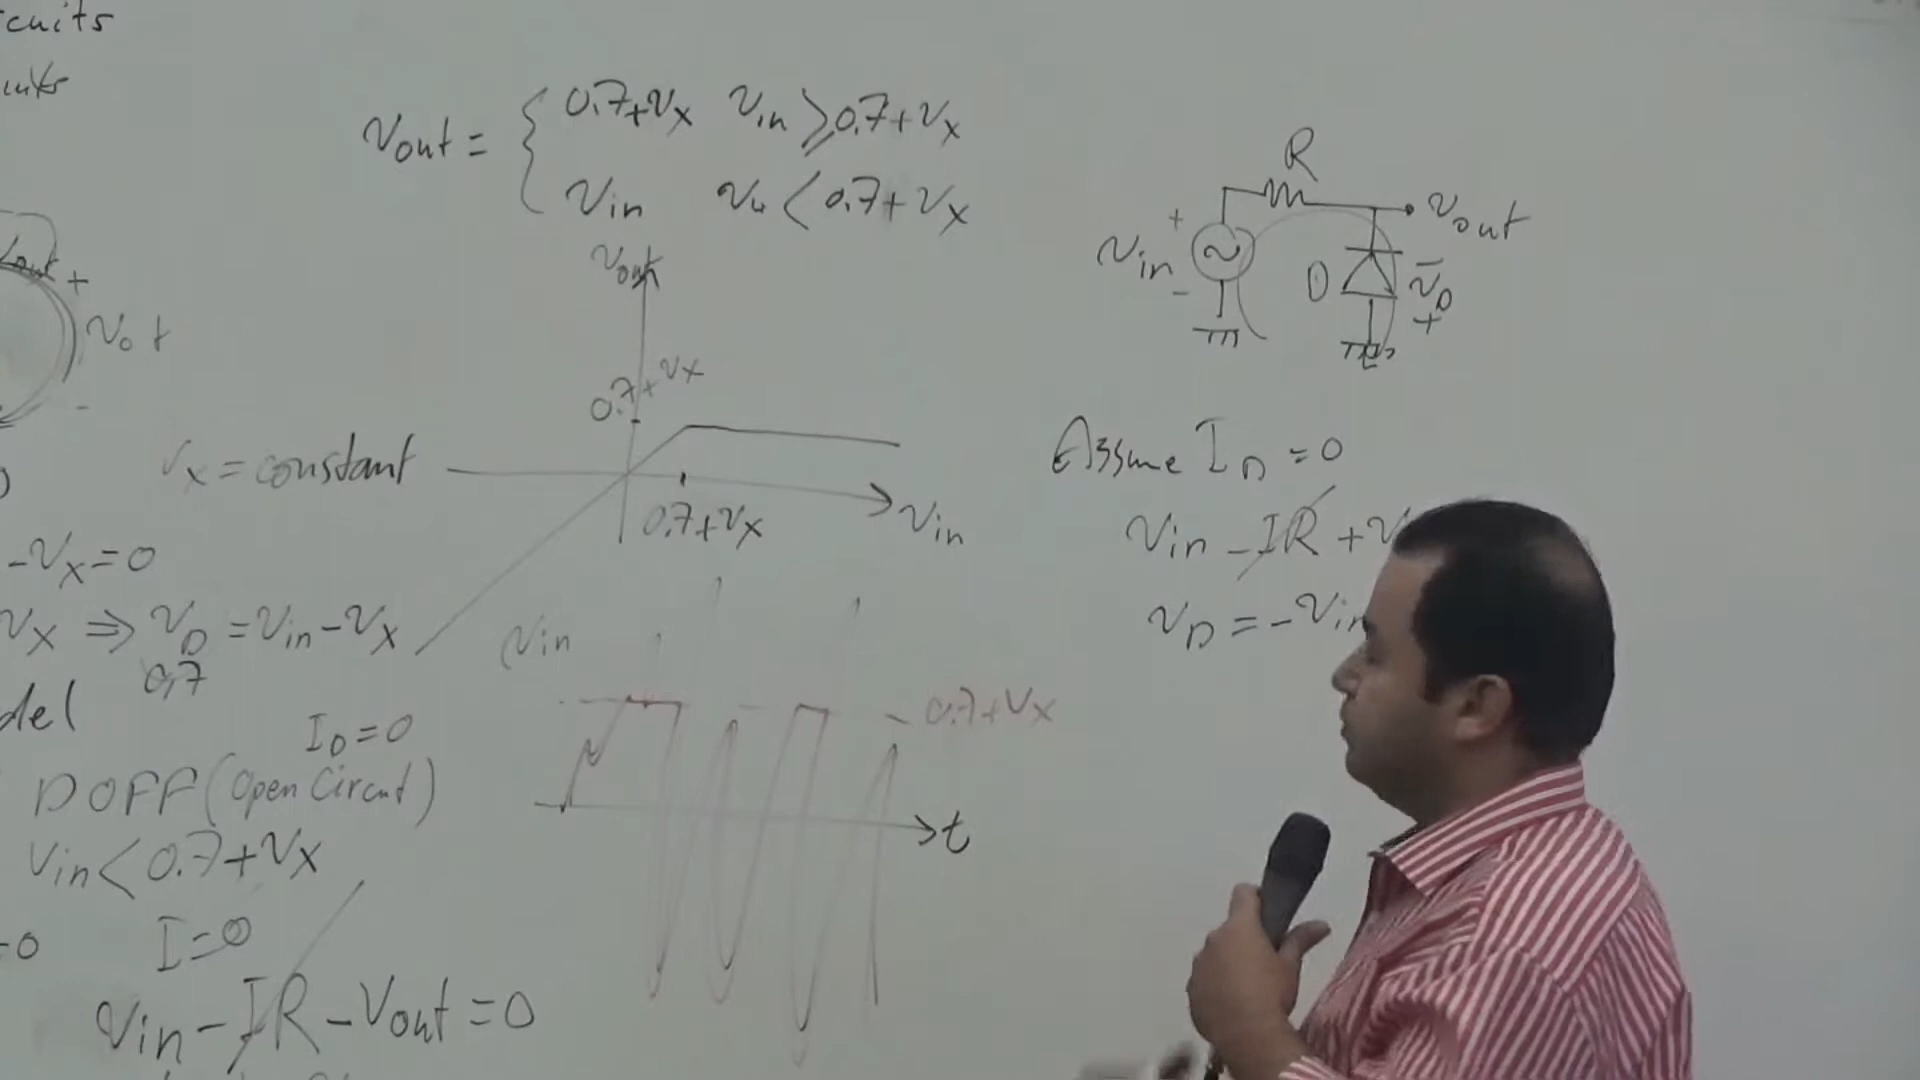 cuits
Vout = { 0.7+Vx Vin ≥ 0.7+Vx
Vin Vin < 0.7+Vx
Vout
0.7+Vx
Vx = constant
0.7+Vx
Vin
Vout +
-
-Vx=0
Vx ⇒ VD = Vin-Vx
0.7
del
ID=0
D OFF (Open Circuit)
Vin < 0.7+Vx
=0 I=0
Vin - IR - Vout = 0
Vin
0.7+Vx
t
R
+
Vin
-
Vout
D
-
VD
+
Assume ID = 0
Vin - IR + V
VD = -Vin